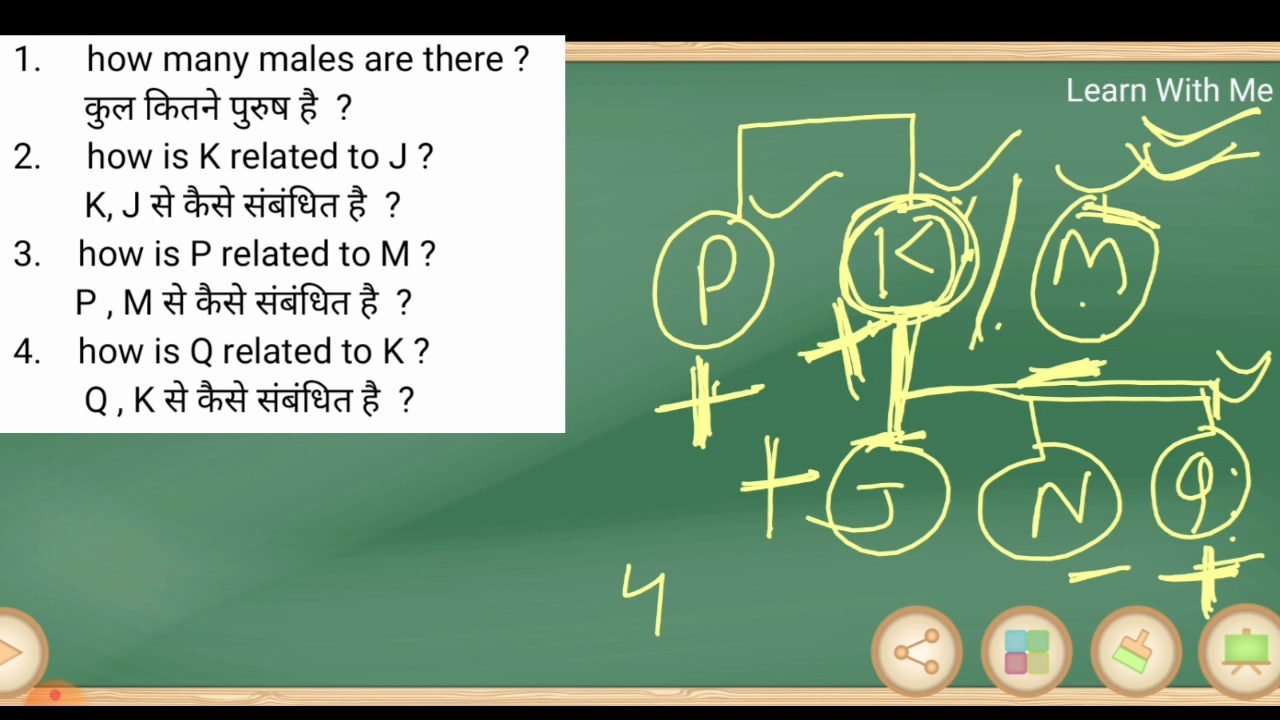 1. how many males are there ?
कुल कितने पुरुष है ?
2. how is K related to J ?
K, J से कैसे संबंधित है ?
3. how is P related to M ?
P , M से कैसे संबंधित है ?
4. how is Q related to K ?
Q , K से कैसे संबंधित है ?
Learn With Me
P K M
+ +
+ J N Q
- +
4